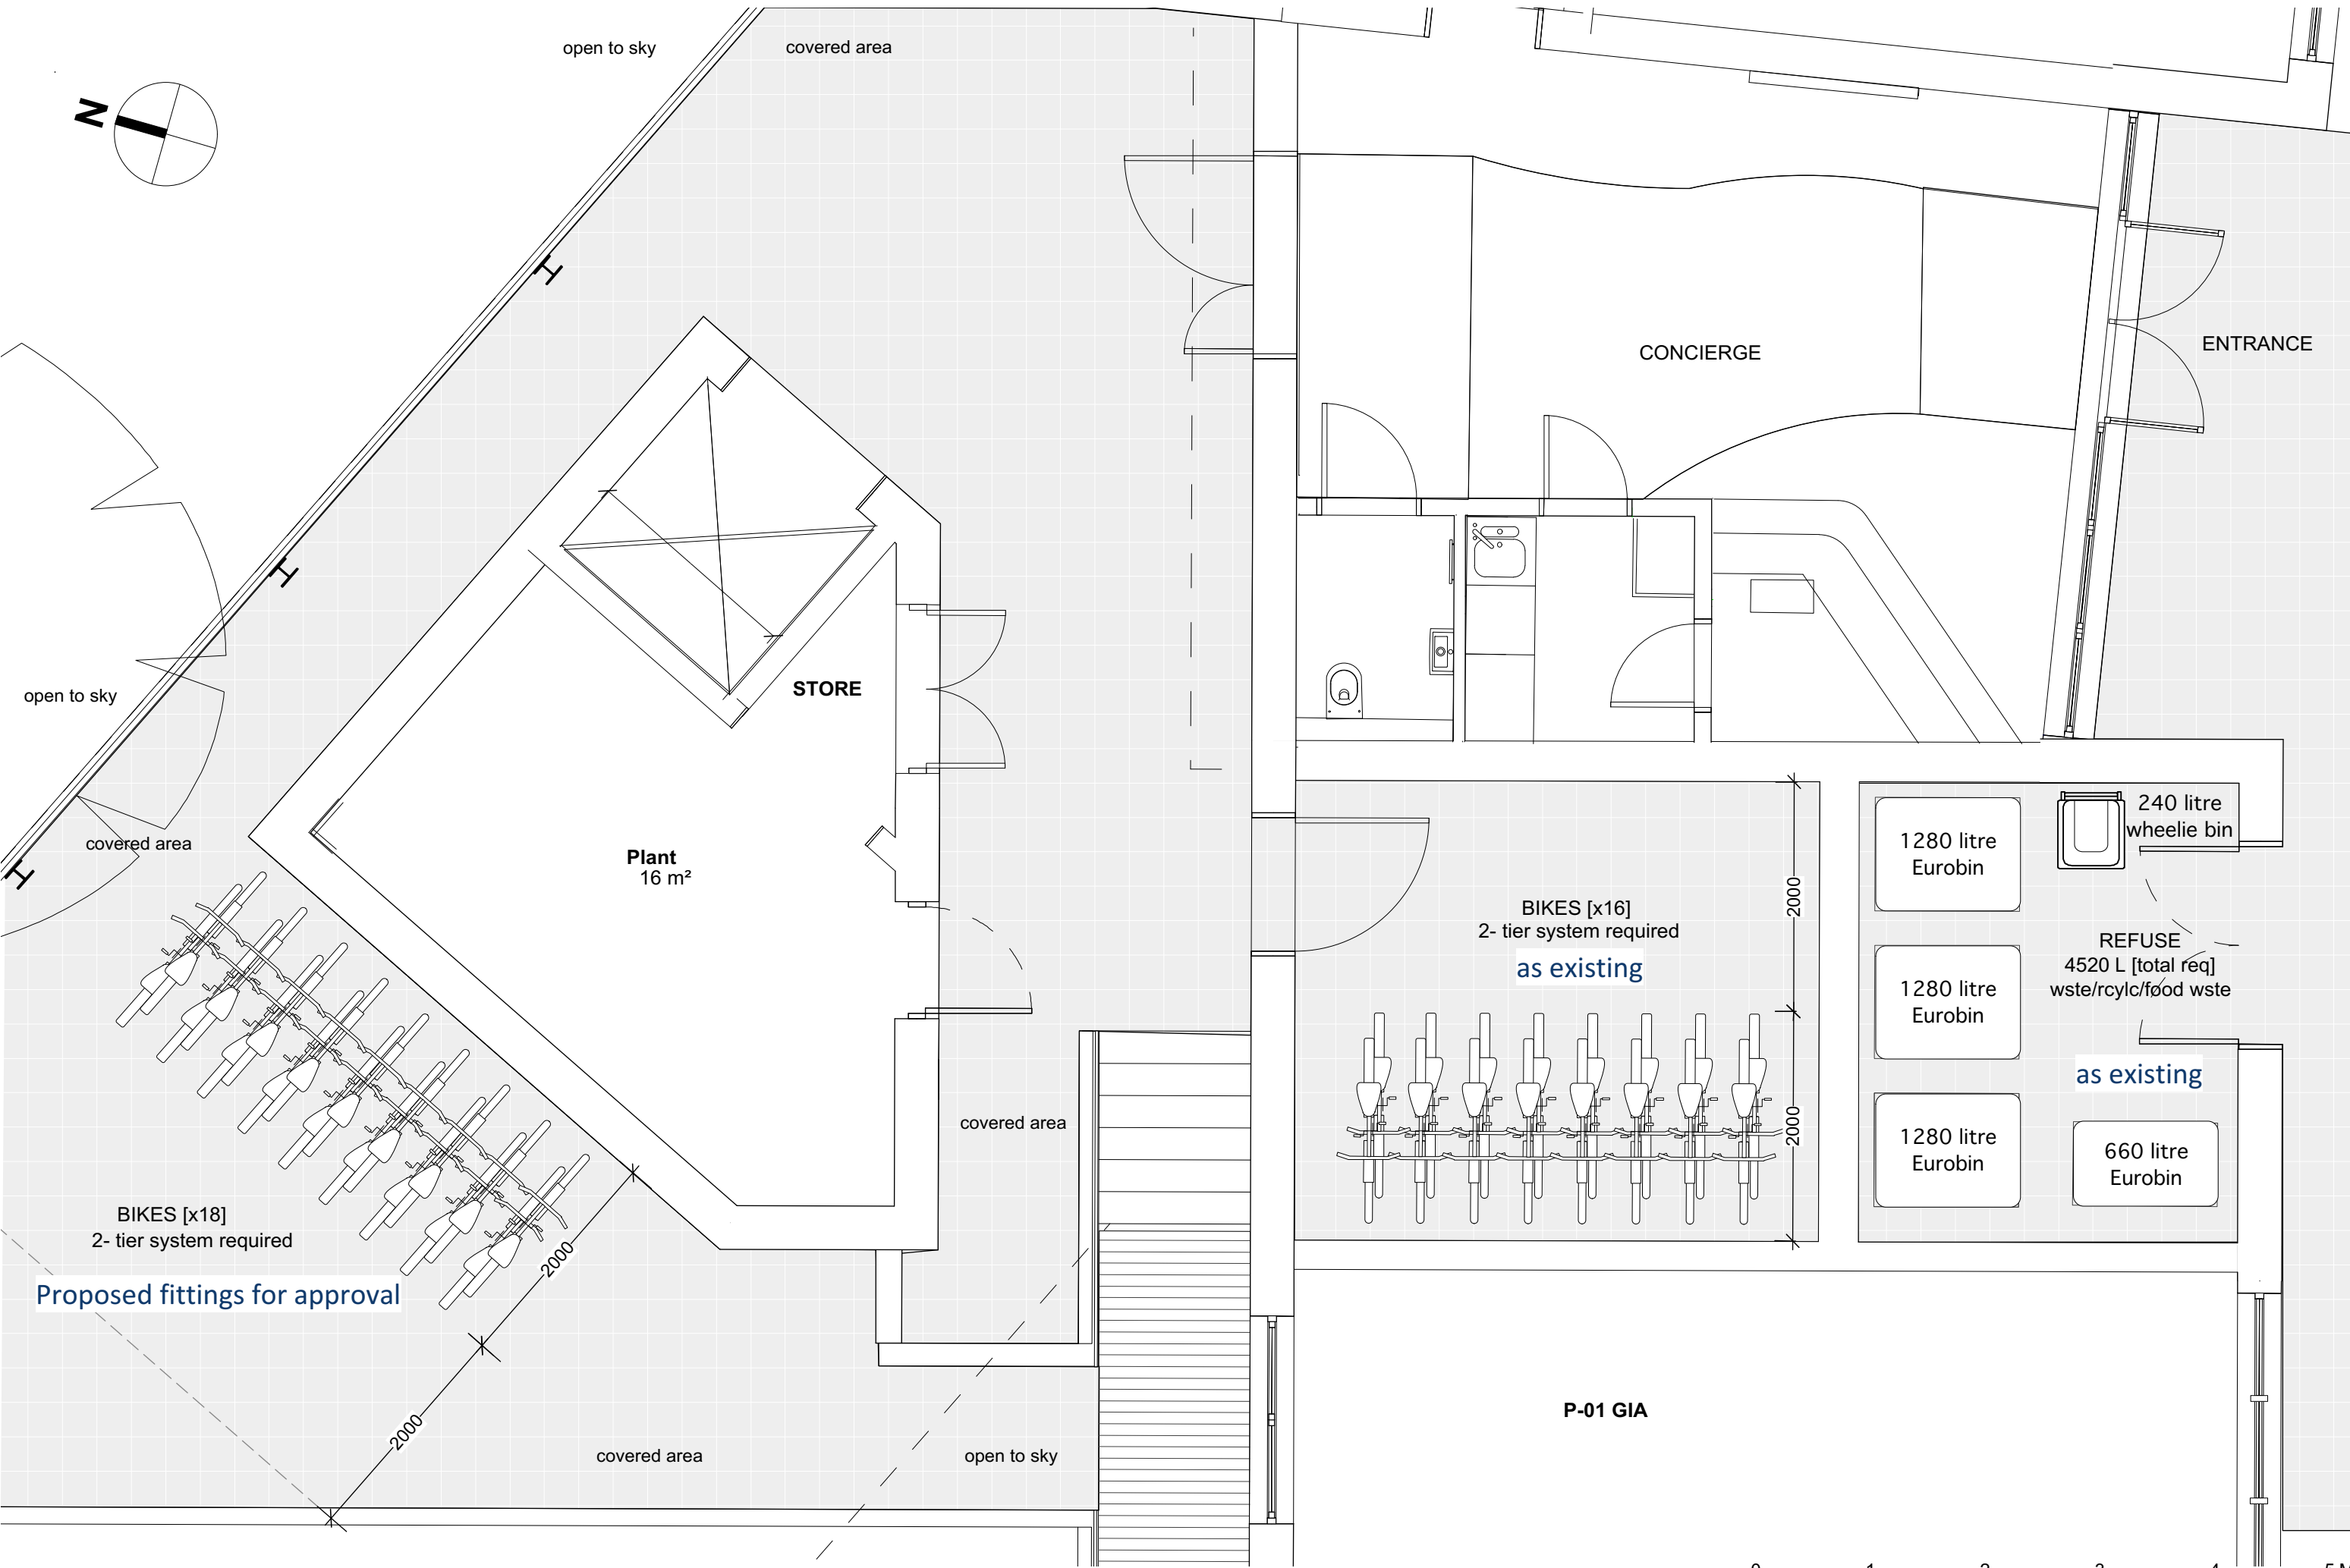 open to sky
covered area
N
CONCIERGE
ENTRANCE
open to sky
STORE
covered area
Plant
16 m²
BIKES [x16]
2- tier system required
as existing
2000
2000
1280 litre
Eurobin
240 litre
wheelie bin
1280 litre
Eurobin
REFUSE
4520 L [total req]
wste/rcylc/food wste
as existing
1280 litre
Eurobin
660 litre
Eurobin
covered area
BIKES [x18]
2- tier system required
Proposed fittings for approval
2000
2000
covered area
open to sky
P-01 GIA